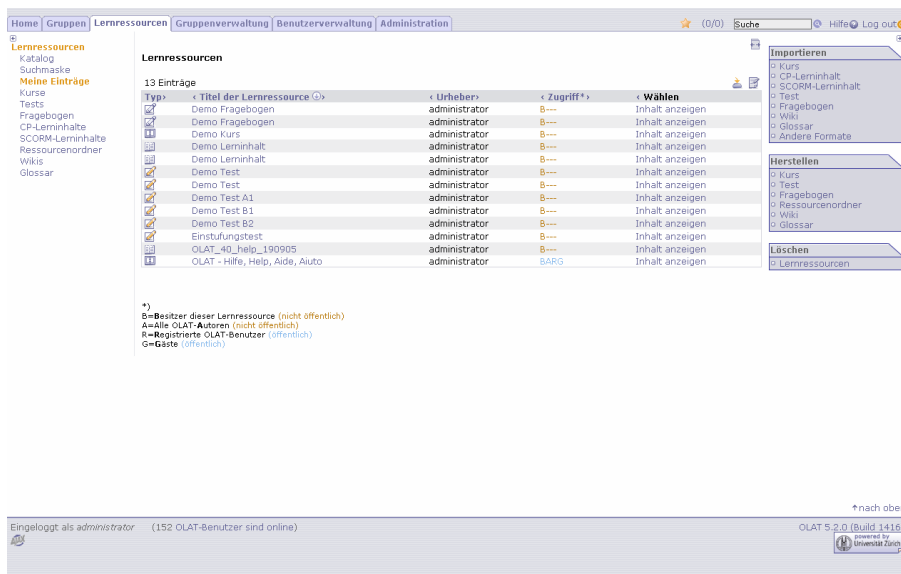 Home Gruppen Lernressourcen Gruppenverwaltung Benutzerverwaltung Administration (0/0) Suche Hilfe Log out
Lernressourcen
Katalog
Suchmaske
Meine Einträge
Kurse
Tests
Fragebogen
CP-Lerninhalte
SCORM-Lerninhalte
Ressourcenordner
Wikis
Glossar
Lernressourcen
13 Einträge
Typ› ‹ Titel der Lernressource › ‹ Urheber› ‹ Zugriff*› ‹ Wählen
Demo Fragebogen administrator B--- Inhalt anzeigen
Demo Fragebogen administrator B--- Inhalt anzeigen
Demo Kurs administrator B--- Inhalt anzeigen
Demo Lerninhalt administrator B--- Inhalt anzeigen
Demo Lerninhalt administrator B--- Inhalt anzeigen
Demo Test administrator B--- Inhalt anzeigen
Demo Test administrator B--- Inhalt anzeigen
Demo Test A1 administrator B--- Inhalt anzeigen
Demo Test B1 administrator B--- Inhalt anzeigen
Demo Test B2 administrator B--- Inhalt anzeigen
Einstufungstest administrator B--- Inhalt anzeigen
OLAT_40_help_190905 administrator B--- Inhalt anzeigen
OLAT - Hilfe, Help, Aide, Aiuto administrator BARG Inhalt anzeigen
*)
B=Besitzer dieser Lernressource (nicht öffentlich)
A=Alle OLAT-Autoren (nicht öffentlich)
R=Registrierte OLAT-Benutzer (öffentlich)
G=Gäste (öffentlich)
Importieren
Kurs
CP-Lerninhalt
SCORM-Lerninhalt
Test
Fragebogen
Wiki
Glossar
Andere Formate
Herstellen
Kurs
Test
Fragebogen
Ressourcenordner
Wiki
Glossar
Löschen
Lernressourcen
nach obe
Eingeloggt als administrator (152 OLAT-Benutzer sind online) OLAT 5.2.0 (Build 1416
powered by
Universität Zürich